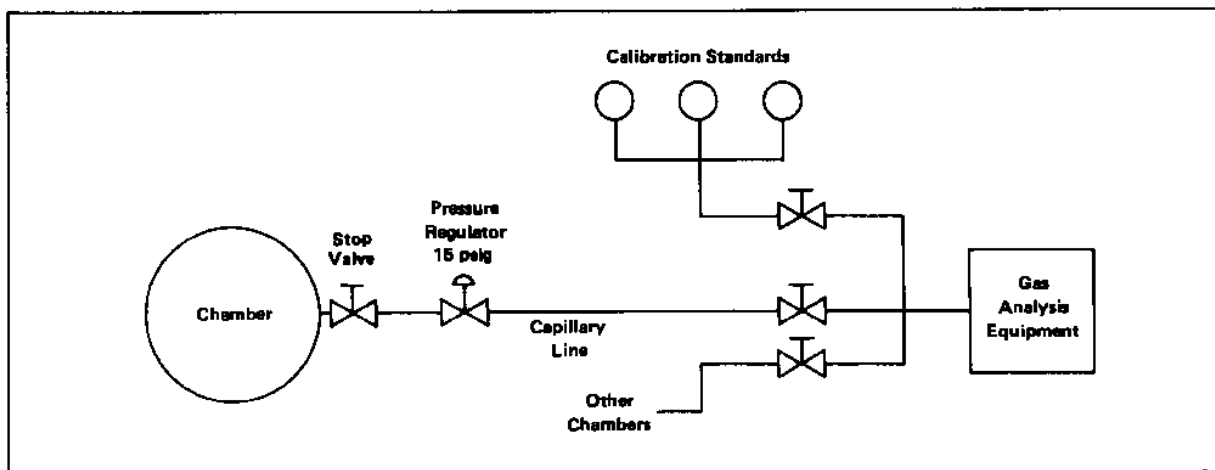 Calibration Standards
Pressure
Regulator
15 psig
Stop
Valve
Chamber
Gas
Analysis
Equipment
Capillary
Line
Other
Chambers